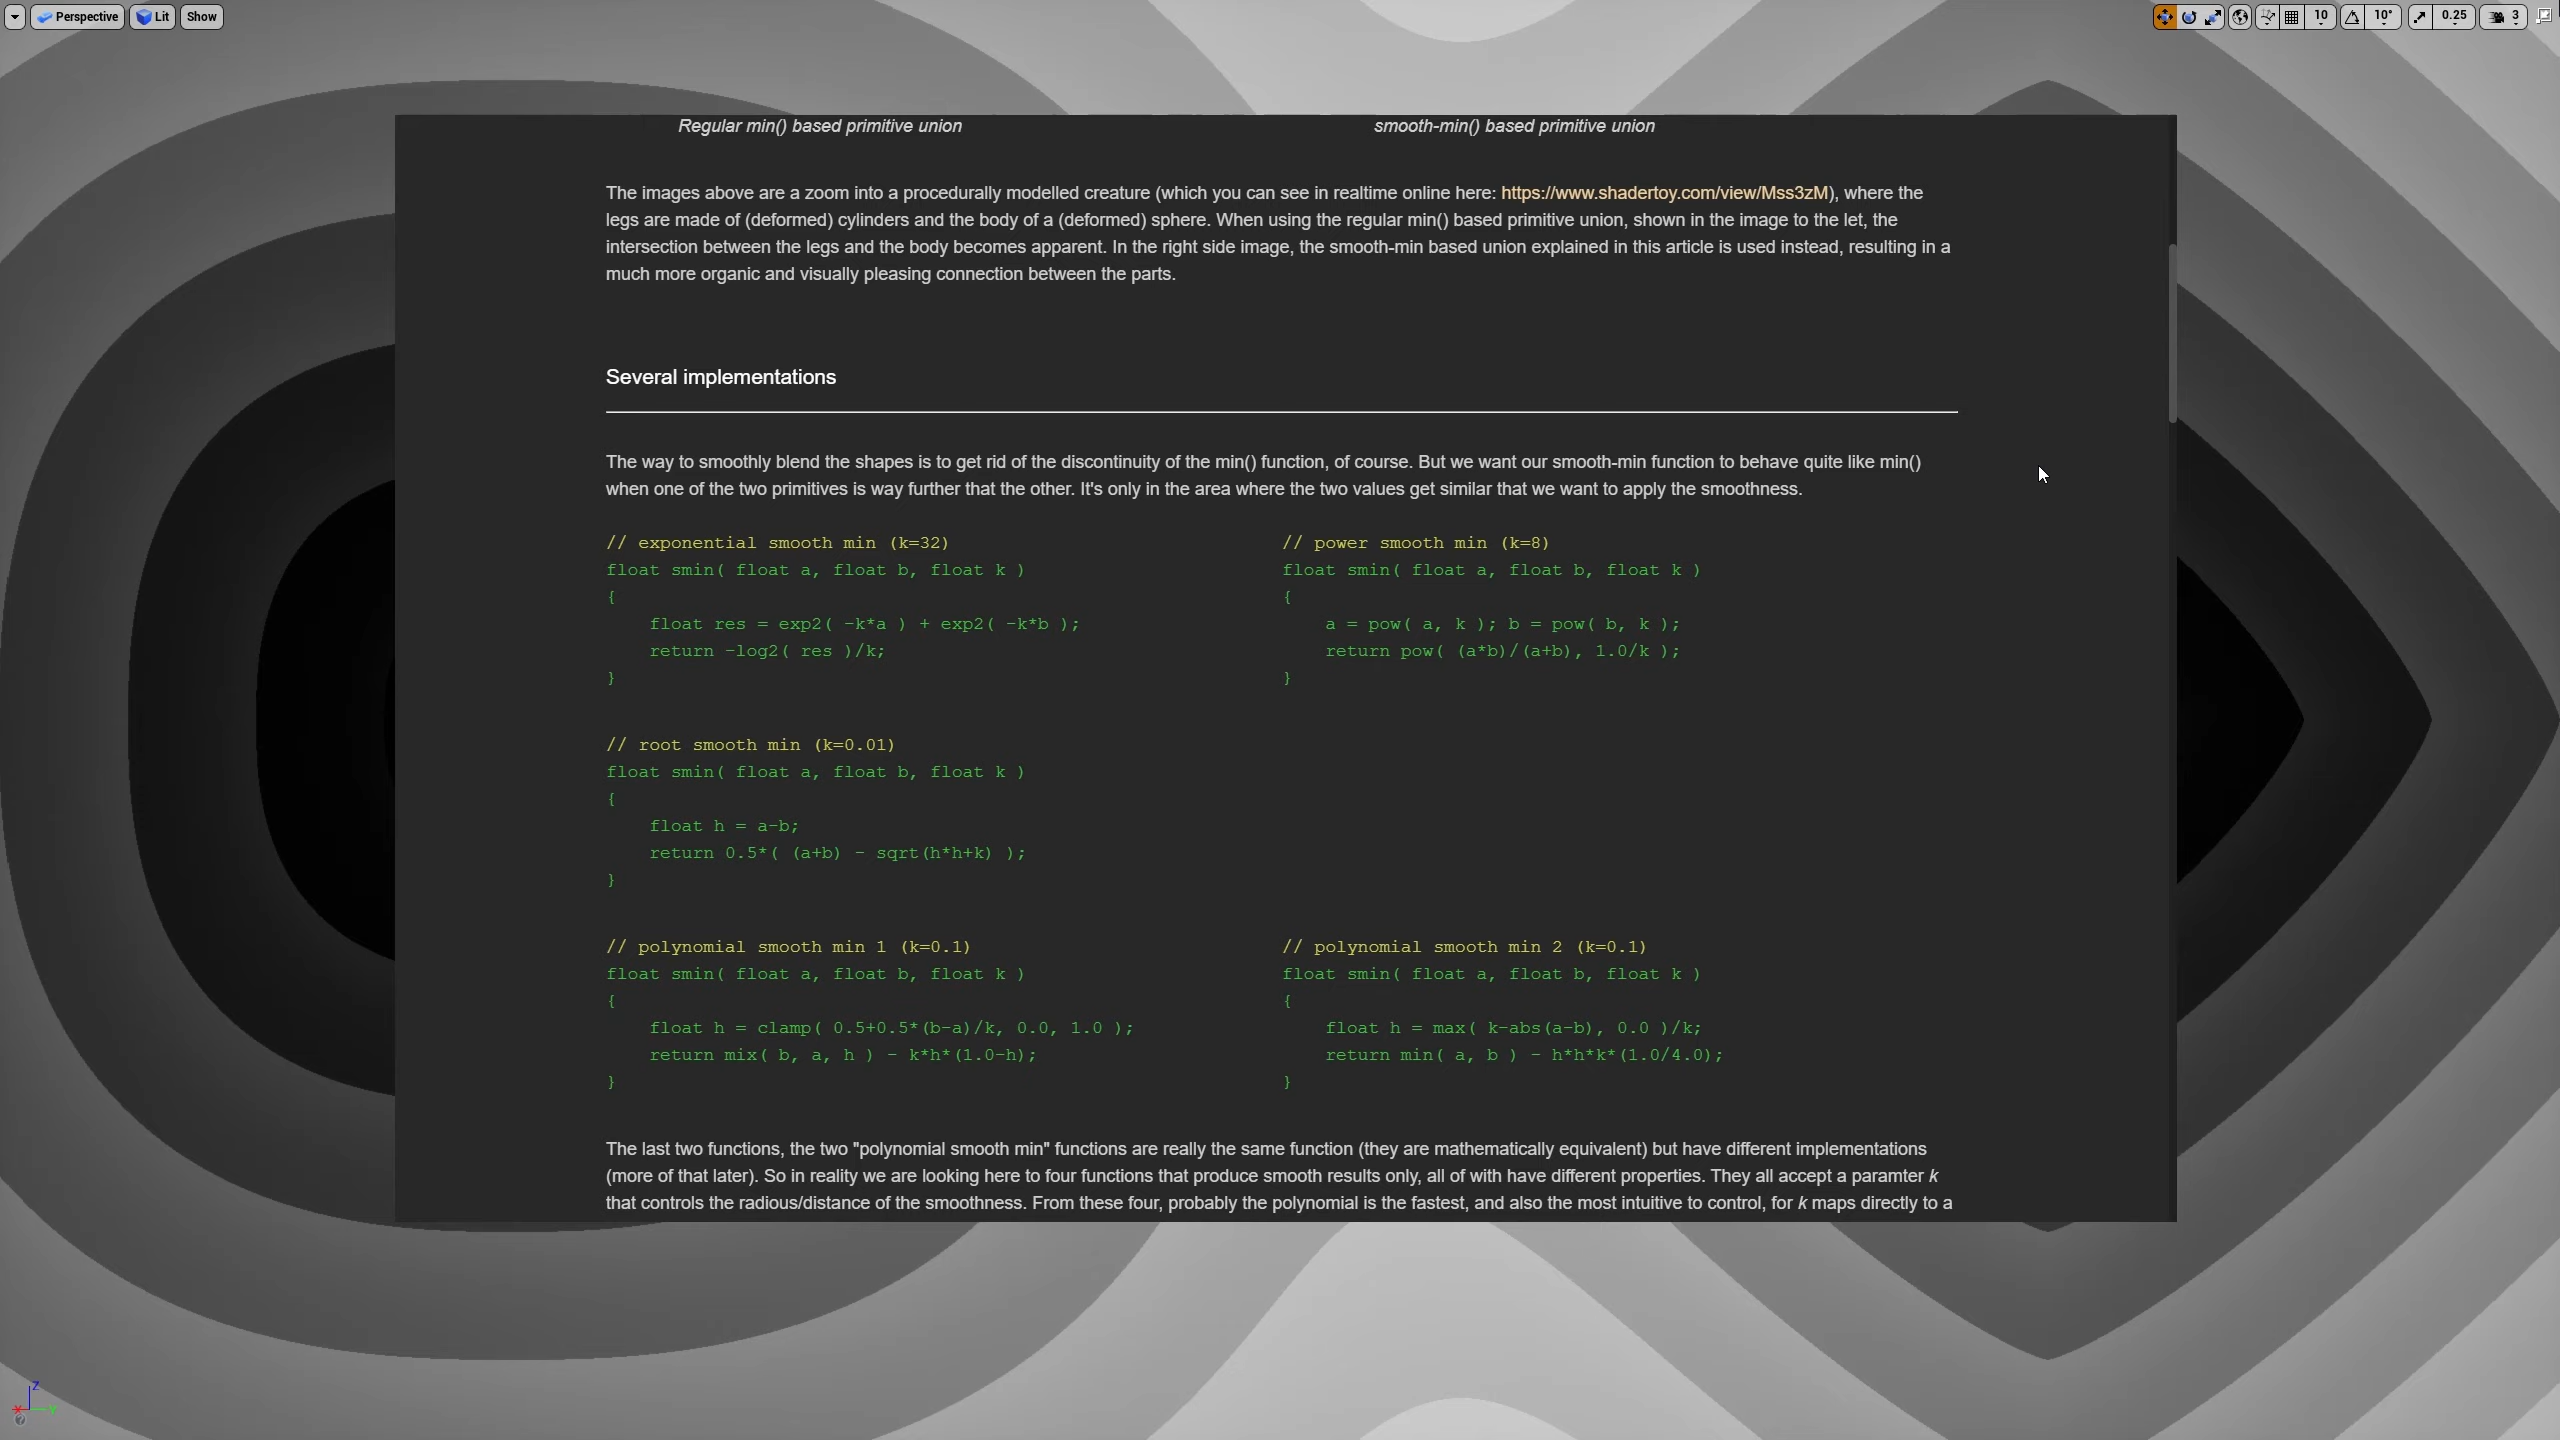 Perspective Lit Show
10 10° 0.25 3
Regular min() based primitive union
smooth-min() based primitive union
The images above are a zoom into a procedurally modelled creature (which you can see in realtime online here: https://www.shadertoy.com/view/Mss3zM), where the
legs are made of (deformed) cylinders and the body of a (deformed) sphere. When using the regular min() based primitive union, shown in the image to the let, the
intersection between the legs and the body becomes apparent. In the right side image, the smooth-min based union explained in this article is used instead, resulting in a
much more organic and visually pleasing connection between the parts.
Several implementations
The way to smoothly blend the shapes is to get rid of the discontinuity of the min() function, of course. But we want our smooth-min function to behave quite like min()
when one of the two primitives is way further that the other. It's only in the area where the two values get similar that we want to apply the smoothness.
// exponential smooth min (k=32)
float smin( float a, float b, float k )
{
    float res = exp2( -k*a ) + exp2( -k*b );
    return -log2( res )/k;
}
// power smooth min (k=8)
float smin( float a, float b, float k )
{
    a = pow( a, k ); b = pow( b, k );
    return pow( (a*b)/(a+b), 1.0/k );
}
// root smooth min (k=0.01)
float smin( float a, float b, float k )
{
    float h = a-b;
    return 0.5*( (a+b) - sqrt(h*h+k) );
}
// polynomial smooth min 1 (k=0.1)
float smin( float a, float b, float k )
{
    float h = clamp( 0.5+0.5*(b-a)/k, 0.0, 1.0 );
    return mix( b, a, h ) - k*h*(1.0-h);
}
// polynomial smooth min 2 (k=0.1)
float smin( float a, float b, float k )
{
    float h = max( k-abs(a-b), 0.0 )/k;
    return min( a, b ) - h*h*k*(1.0/4.0);
}
The last two functions, the two "polynomial smooth min" functions are really the same function (they are mathematically equivalent) but have different implementations
(more of that later). So in reality we are looking here to four functions that produce smooth results only, all of with have different properties. They all accept a paramter k
that controls the radious/distance of the smoothness. From these four, probably the polynomial is the fastest, and also the most intuitive to control, for k maps directly to a
Z
X Y
?